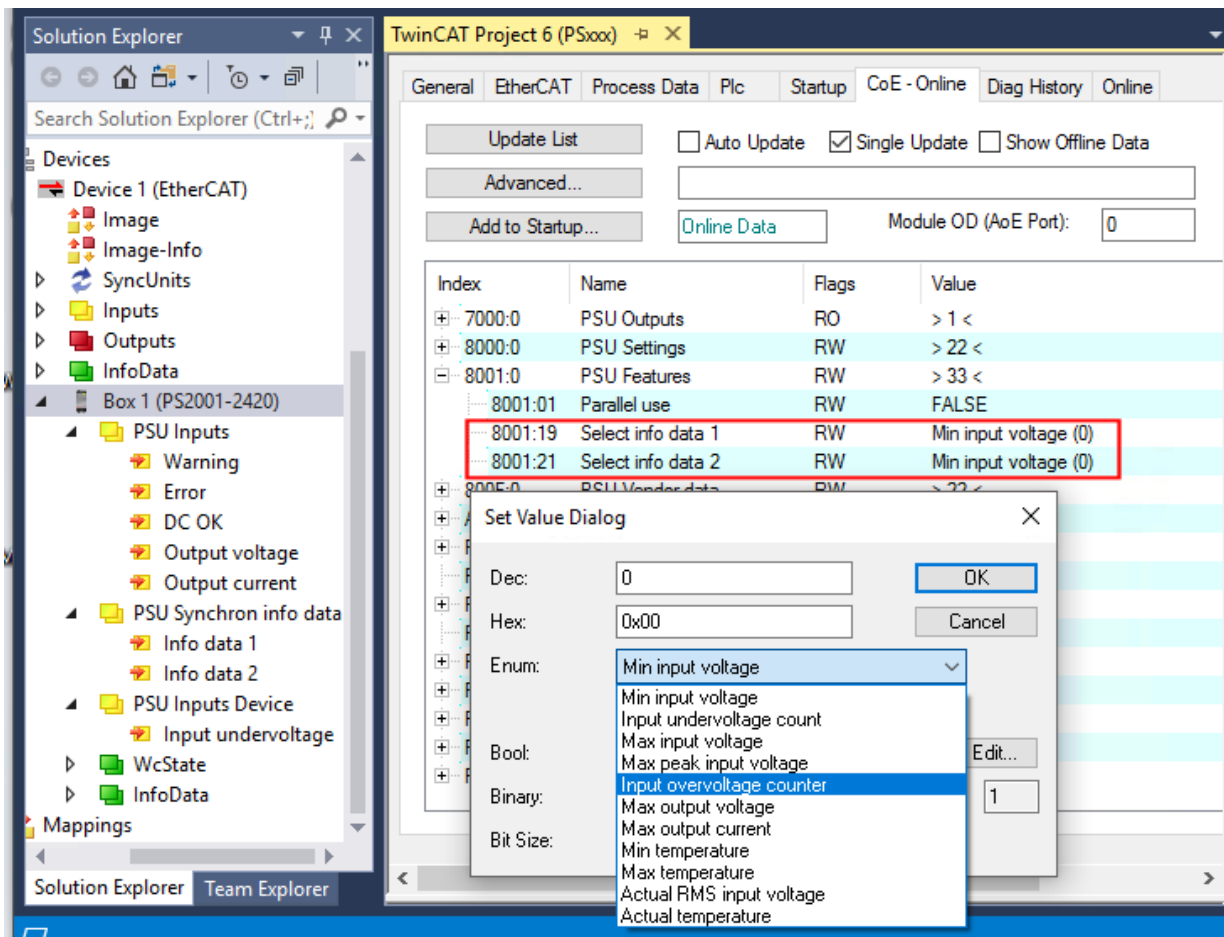 Solution Explorer
Search Solution Explorer (Ctrl+;)
Devices
Device 1 (EtherCAT)
Image
Image-Info
SyncUnits
Inputs
Outputs
InfoData
Box 1 (PS2001-2420)
PSU Inputs
Warning
Error
DC OK
Output voltage
Output current
PSU Synchron info data
Info data 1
Info data 2
PSU Inputs Device
Input undervoltage
WcState
InfoData
Mappings
Solution Explorer Team Explorer
TwinCAT Project 6 (PSxxx)
General EtherCAT Process Data Plc Startup CoE - Online Diag History Online
Update List Auto Update Single Update Show Offline Data
Advanced...
Add to Startup... Online Data Module OD (AoE Port): 0
Index Name Flags Value
7000:0 PSU Outputs RO > 1 <
8000:0 PSU Settings RW > 22 <
8001:0 PSU Features RW > 33 <
8001:01 Parallel use RW FALSE
8001:19 Select info data 1 RW Min input voltage (0)
8001:21 Select info data 2 RW Min input voltage (0)
PSU Vendor data RW
Set Value Dialog
Dec: 0 OK
Hex: 0x00 Cancel
Enum: Min input voltage
Min input voltage
Input undervoltage count
Max input voltage
Max peak input voltage
Input overvoltage counter
Max output voltage
Max output current
Min temperature
Max temperature
Actual RMS input voltage
Actual temperature
Bool: Edit...
Binary: 1
Bit Size: